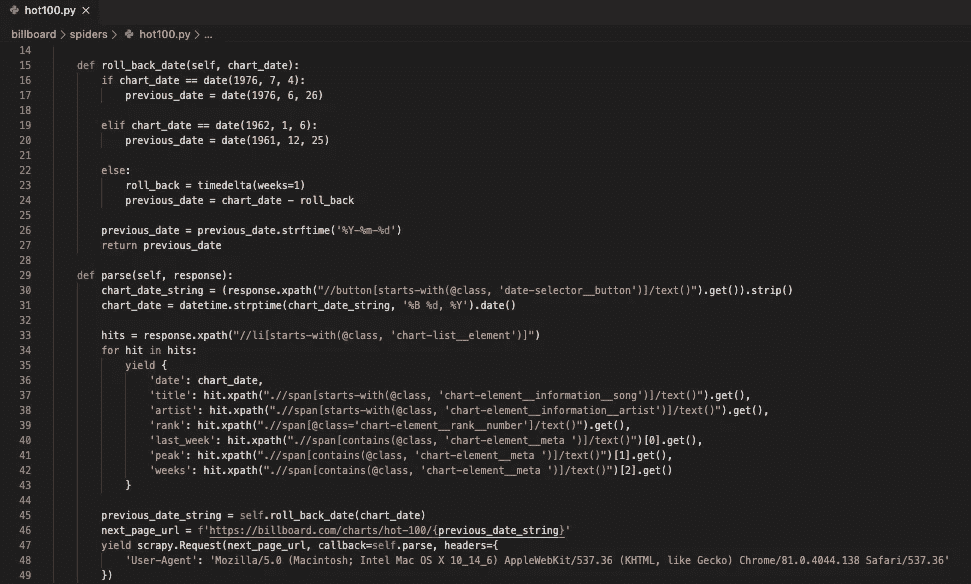 hot100.py ×
billboard > spiders > hot100.py > ...
14
15 def roll_back_date(self, chart_date):
16 if chart_date == date(1976, 7, 4):
17 previous_date = date(1976, 6, 26)
18
19 elif chart_date == date(1962, 1, 6):
20 previous_date = date(1961, 12, 25)
21
22 else:
23 roll_back = timedelta(weeks=1)
24 previous_date = chart_date - roll_back
25
26 previous_date = previous_date.strftime('%Y-%m-%d')
27 return previous_date
28
29 def parse(self, response):
30 chart_date_string = (response.xpath("//button[starts-with(@class, 'date-selector__button')]/text()").get()).strip()
31 chart_date = datetime.strptime(chart_date_string, '%B %d, %Y').date()
32
33 hits = response.xpath("//li[starts-with(@class, 'chart-list__element')]")
34 for hit in hits:
35 yield {
36 'date': chart_date,
37 'title': hit.xpath(".//span[starts-with(@class, 'chart-element__information__song')]/text()").get(),
38 'artist': hit.xpath(".//span[starts-with(@class, 'chart-element__information__artist')]/text()").get(),
39 'rank': hit.xpath(".//span[@class='chart-element__rank__number']/text()").get(),
40 'last_week': hit.xpath(".//span[contains(@class, 'chart-element__meta ')]/text()")[0].get(),
41 'peak': hit.xpath(".//span[contains(@class, 'chart-element__meta ')]/text()")[1].get(),
42 'weeks': hit.xpath(".//span[contains(@class, 'chart-element__meta ')]/text()")[2].get()
43 }
44
45 previous_date_string = self.roll_back_date(chart_date)
46 next_page_url = f'https://billboard.com/charts/hot-100/{previous_date_string}'
47 yield scrapy.Request(next_page_url, callback=self.parse, headers={
48 'User-Agent': 'Mozilla/5.0 (Macintosh; Intel Mac OS X 10_14_6) AppleWebKit/537.36 (KHTML, like Gecko) Chrome/81.0.4044.138 Safari/537.36'
49 })